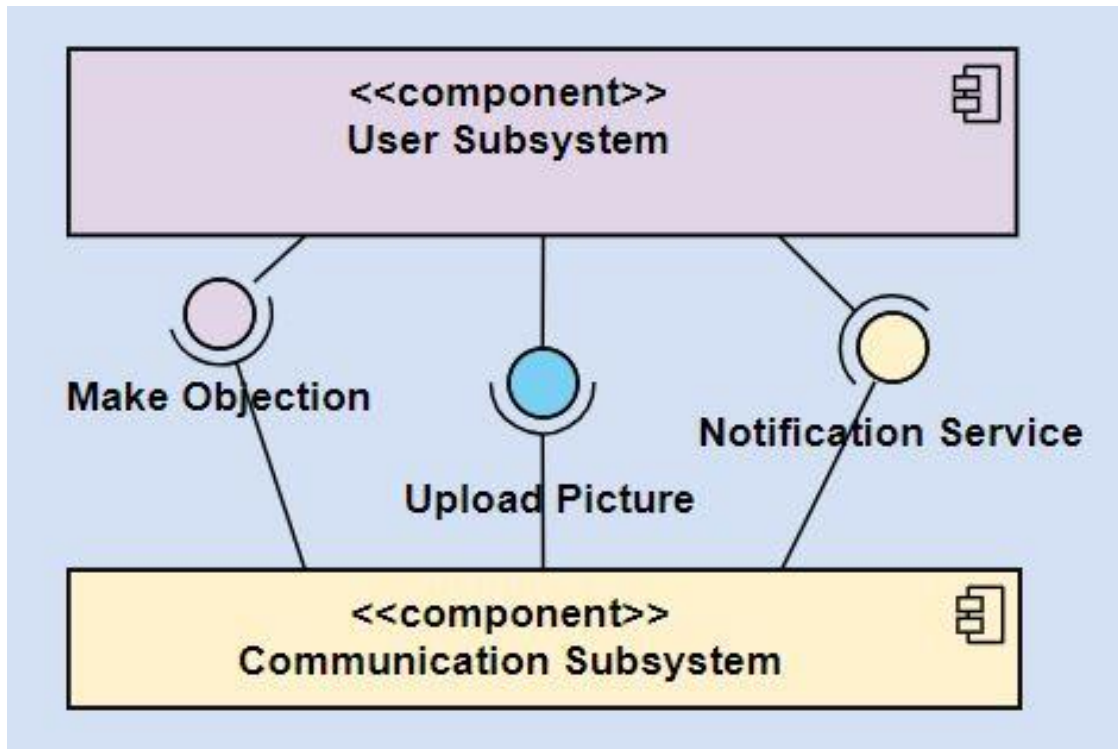 <<component>>
User Subsystem
Make Objection
Notification Service
Upload Picture
<<component>>
Communication Subsystem